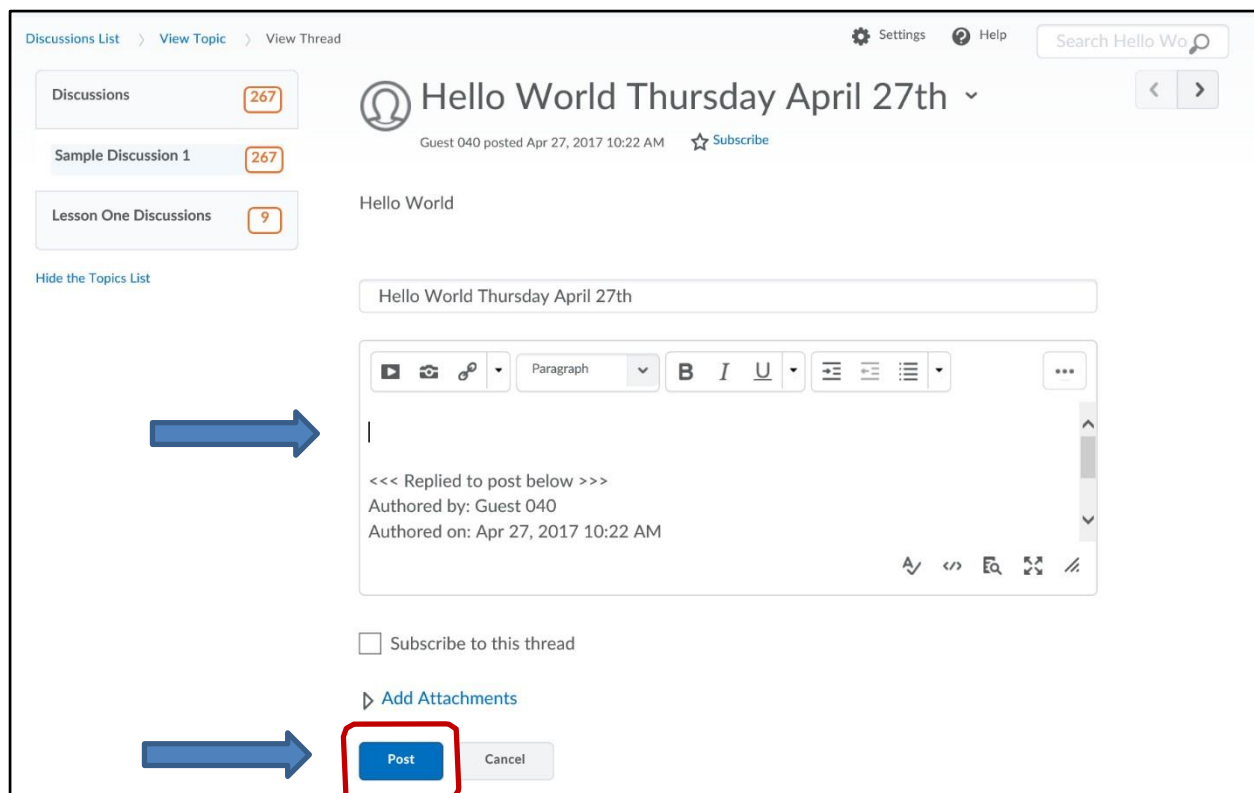 Discussions List > View Topic > View Thread
Settings Help Search Hello Wo
Discussions 267
Sample Discussion 1 267
Lesson One Discussions 9
Hide the Topics List
Hello World Thursday April 27th
Guest 040 posted Apr 27, 2017 10:22 AM Subscribe
Hello World
Hello World Thursday April 27th
Paragraph B I U
<<< Replied to post below >>>
Authored by: Guest 040
Authored on: Apr 27, 2017 10:22 AM
Subscribe to this thread
Add Attachments
Post Cancel